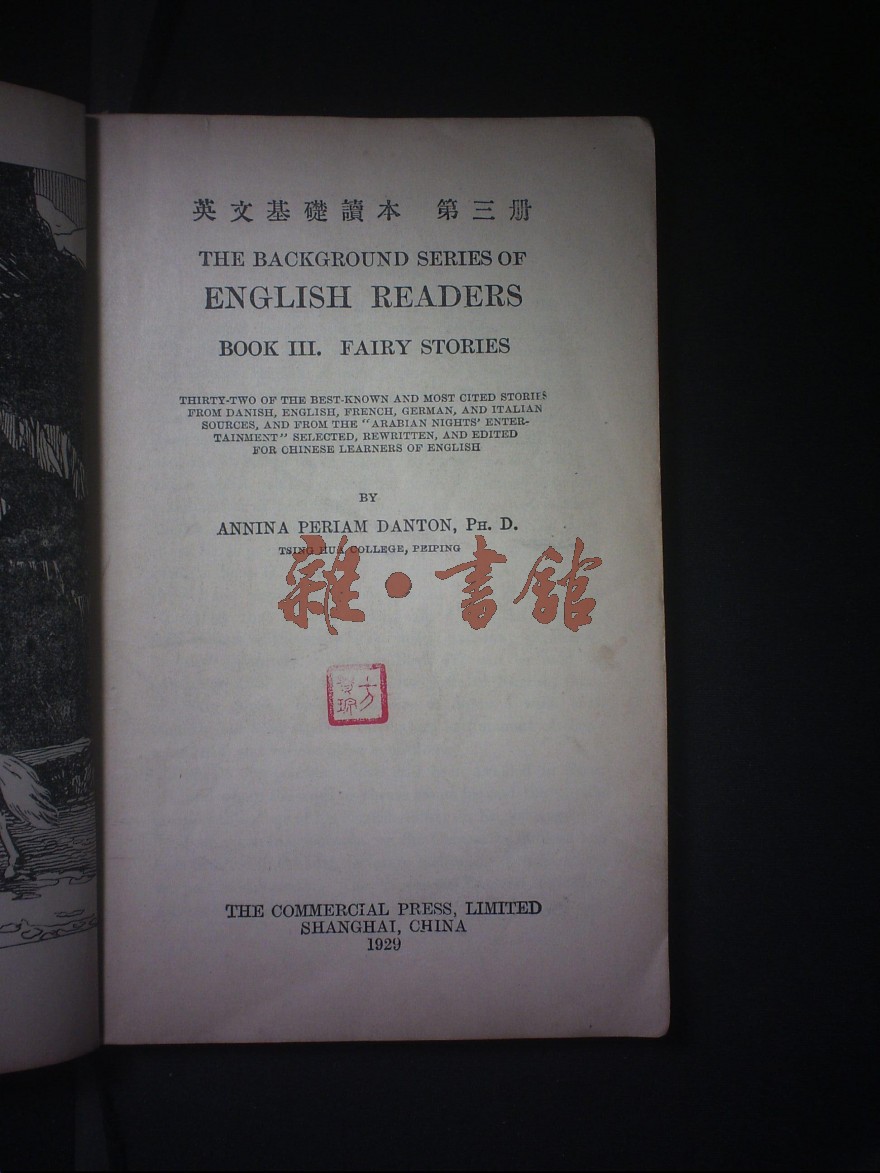 英文基礎讀本 第三册
THE BACKGROUND SERIES OF
ENGLISH READERS
BOOK III. FAIRY STORIES
THIRTY-TWO OF THE BEST-KNOWN AND MOST CITED STORIES
FROM DANISH, ENGLISH, FRENCH, GERMAN, AND ITALIAN
SOURCES, AND FROM THE "ARABIAN NIGHTS' ENTER-
TAINMENT" SELECTED, REWRITTEN, AND EDITED
FOR CHINESE LEARNERS OF ENGLISH
BY
ANNINA PERIAM DANTON, PH. D.
TSING HUA COLLEGE, PEIPING
雜•書館
方
THE COMMERCIAL PRESS, LIMITED
SHANGHAI, CHINA
1929